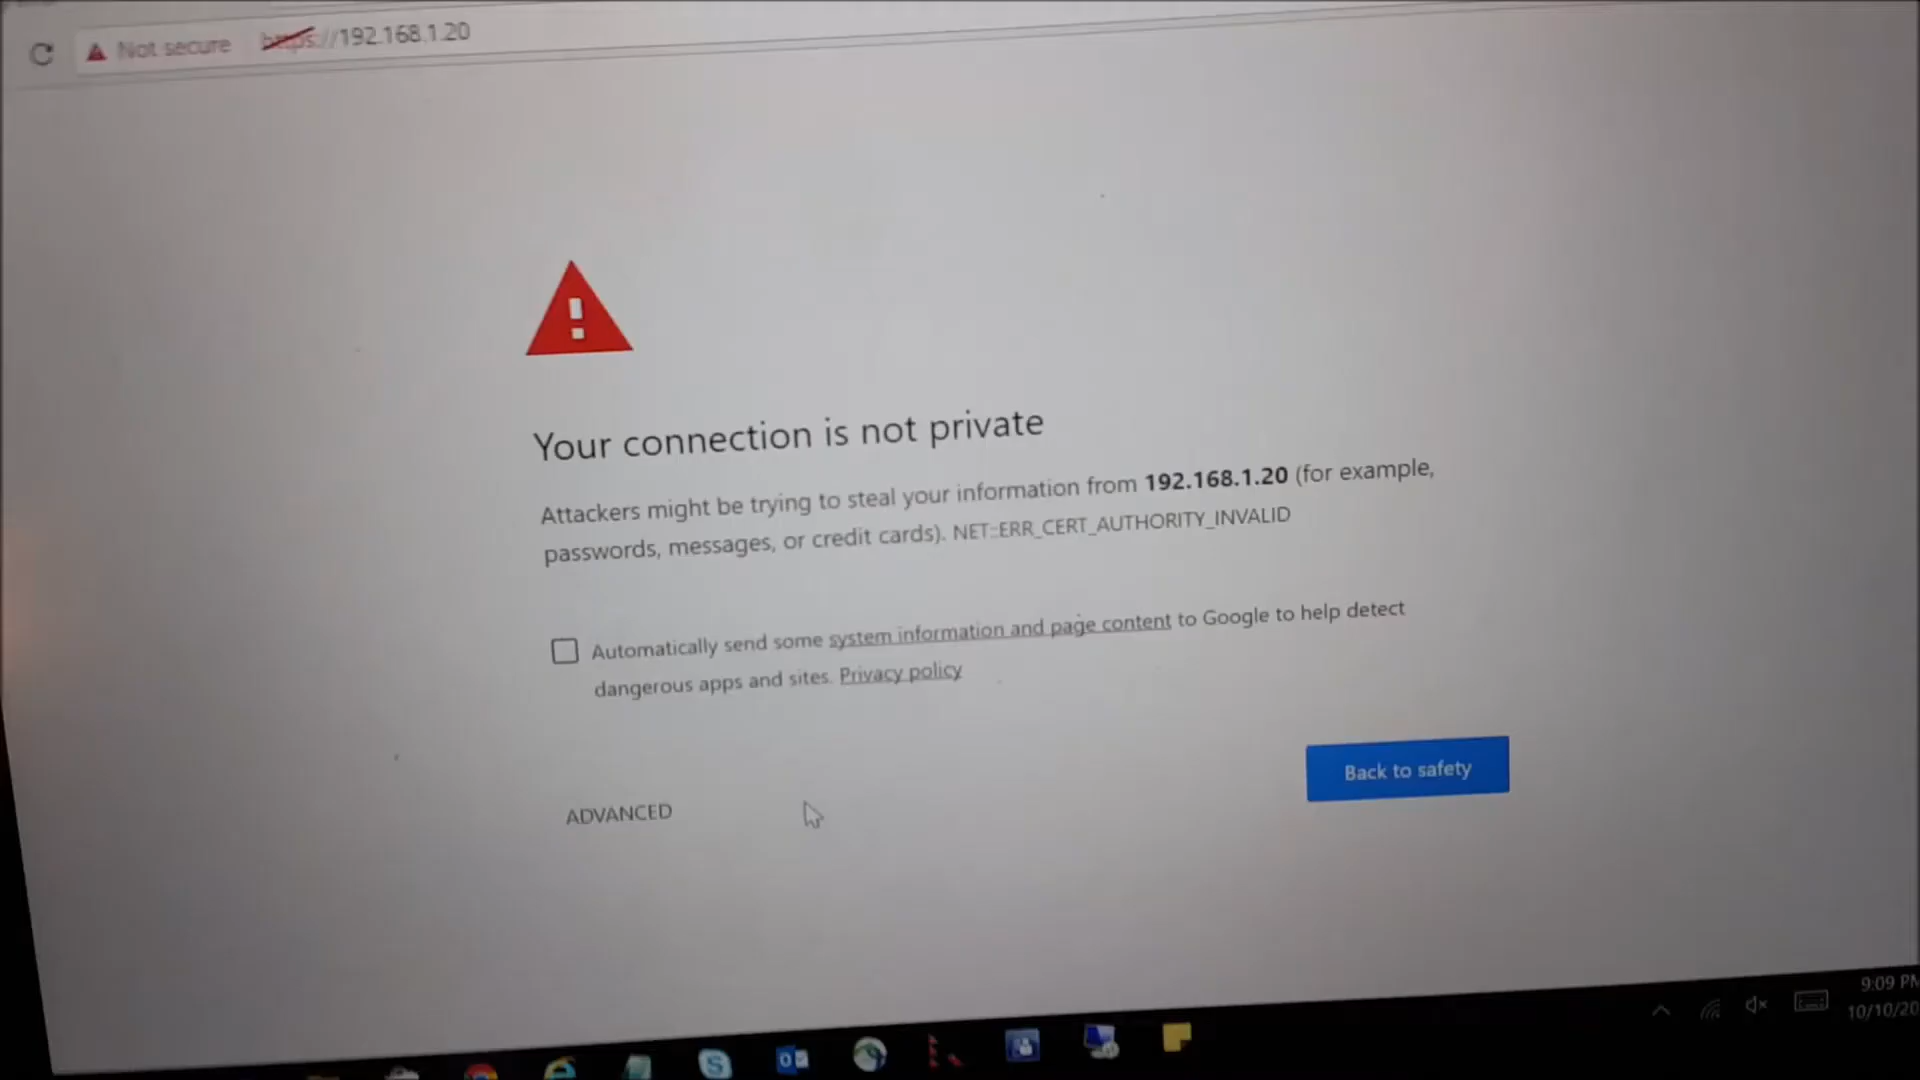 Not secure https://192.168.1.20
Your connection is not private
Attackers might be trying to steal your information from 192.168.1.20 (for example,
passwords, messages, or credit cards). NET::ERR_CERT_AUTHORITY_INVALID
Automatically send some system information and page content to Google to help detect
dangerous apps and sites. Privacy policy
ADVANCED
Back to safety
9:09 PM
10/10/20